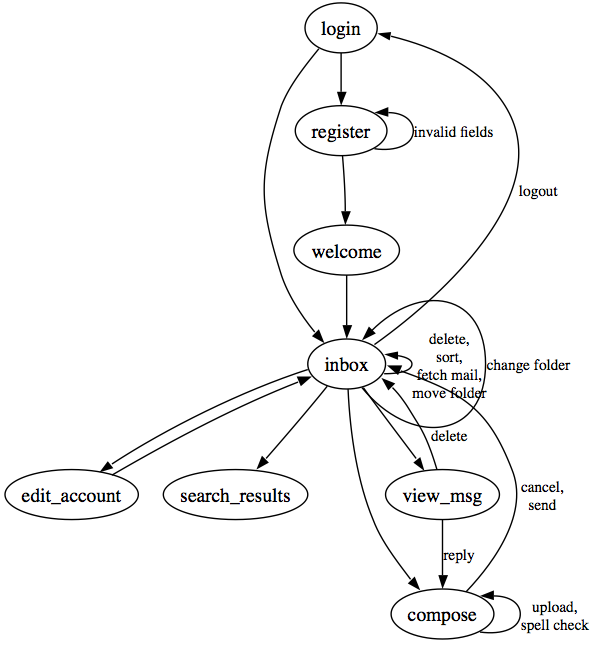 login
register
invalid fields
logout
welcome
inbox
delete,
sort,
fetch mail,
move folder
change folder
delete
edit_account
search_results
view_msg
cancel,
send
reply
compose
upload,
spell check